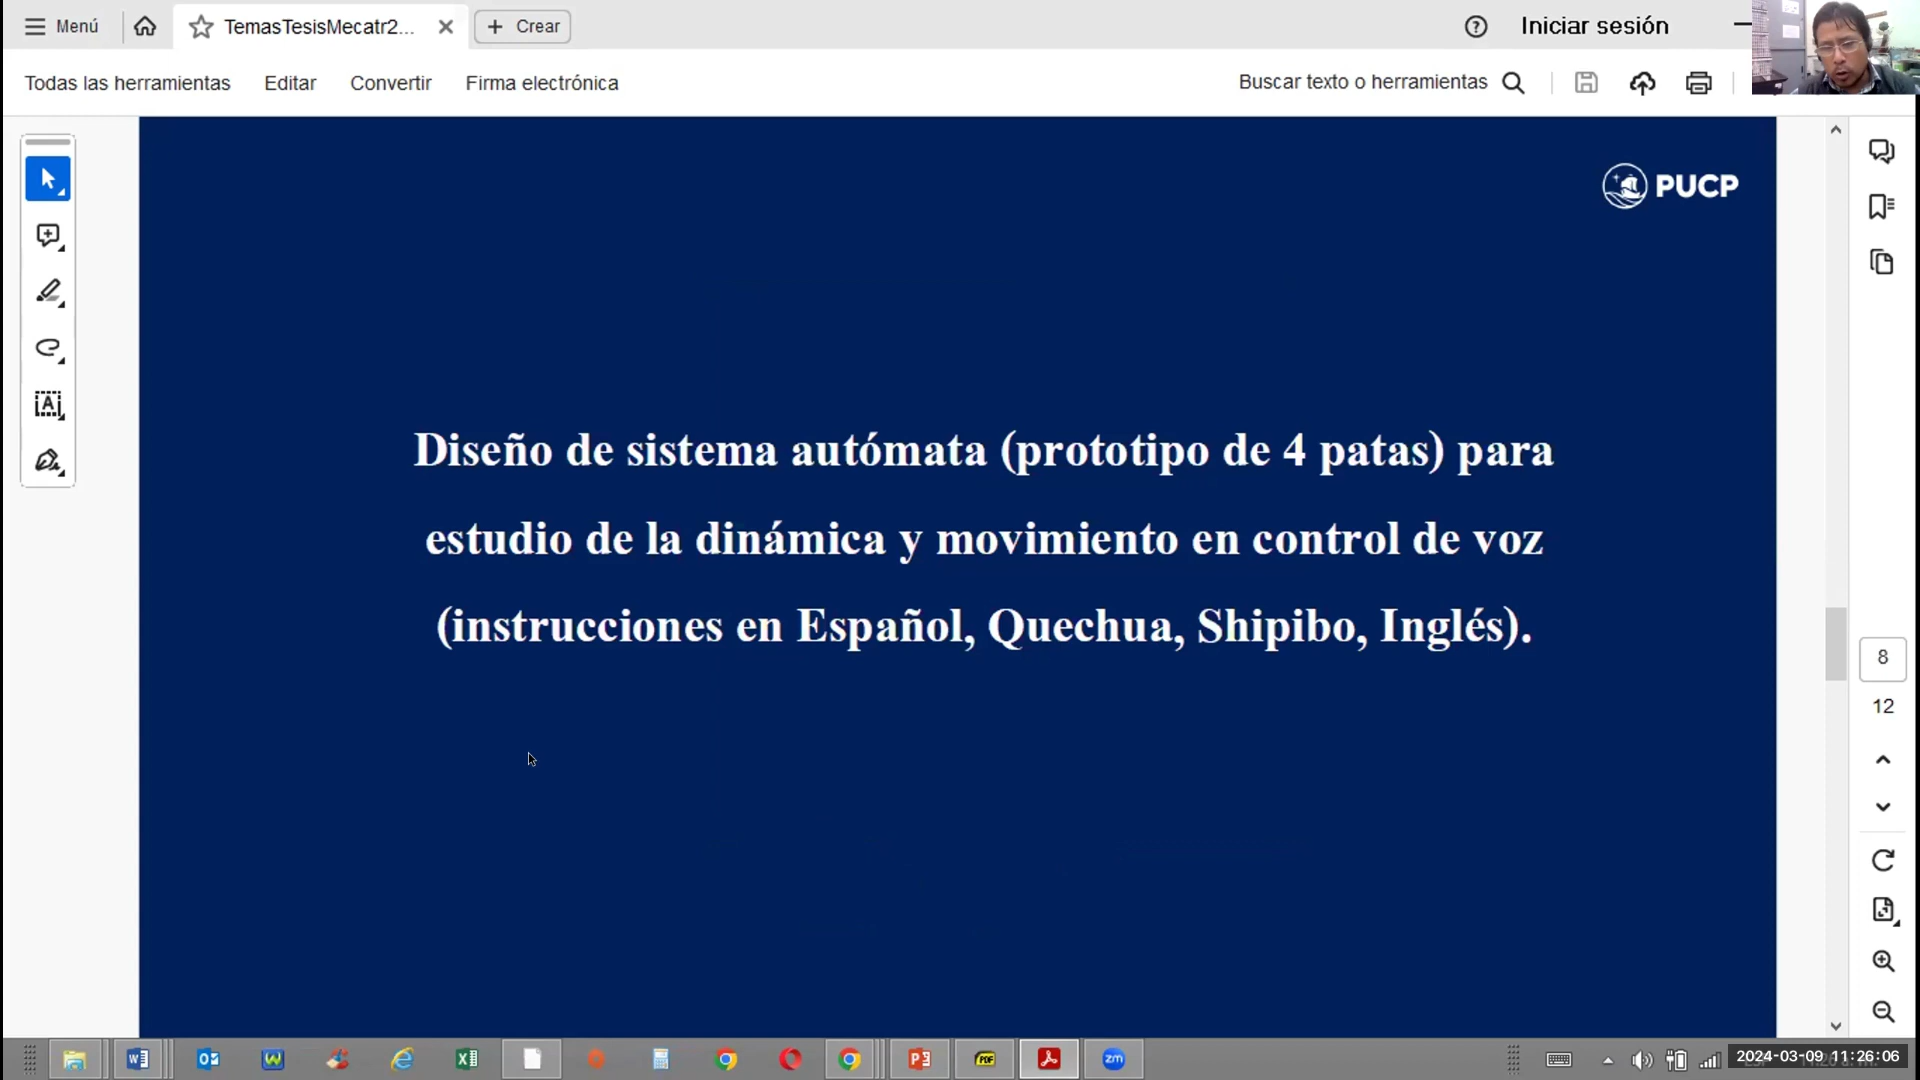 Menú
TemasTesisMecatr2...
Crear
Iniciar sesión
Todas las herramientas
Editar
Convertir
Firma electrónica
Buscar texto o herramientas
PUCP
Diseño de sistema autómata (prototipo de 4 patas) para
estudio de la dinámica y movimiento en control de voz
(instrucciones en Español, Quechua, Shipibo, Inglés).
8
12
zm
2024-03-09 11:26:06